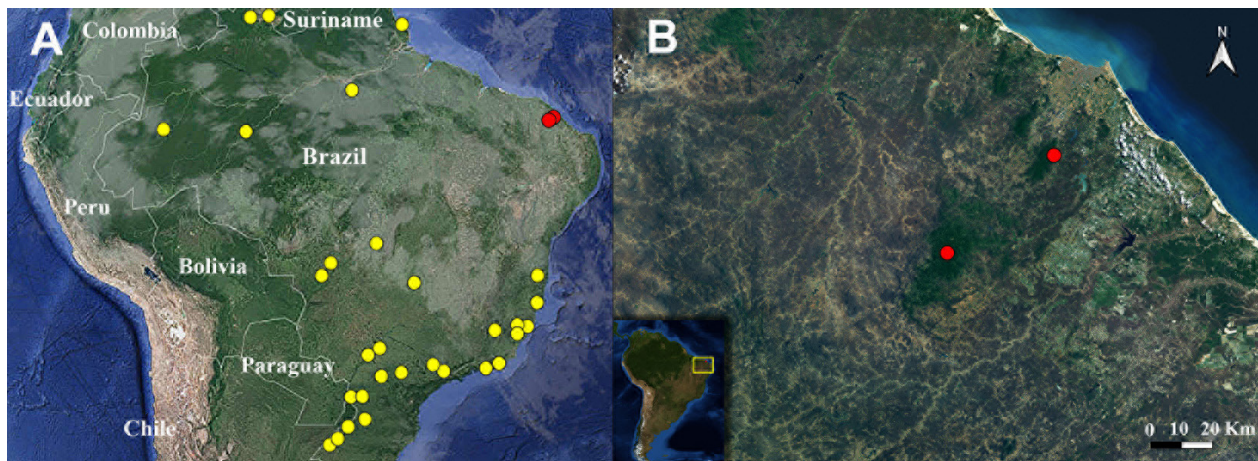 A
Colombia
Suriname
Ecuador
Brazil
Peru
Bolivia
Paraguay
Chile
B
N
0 10 20 Km